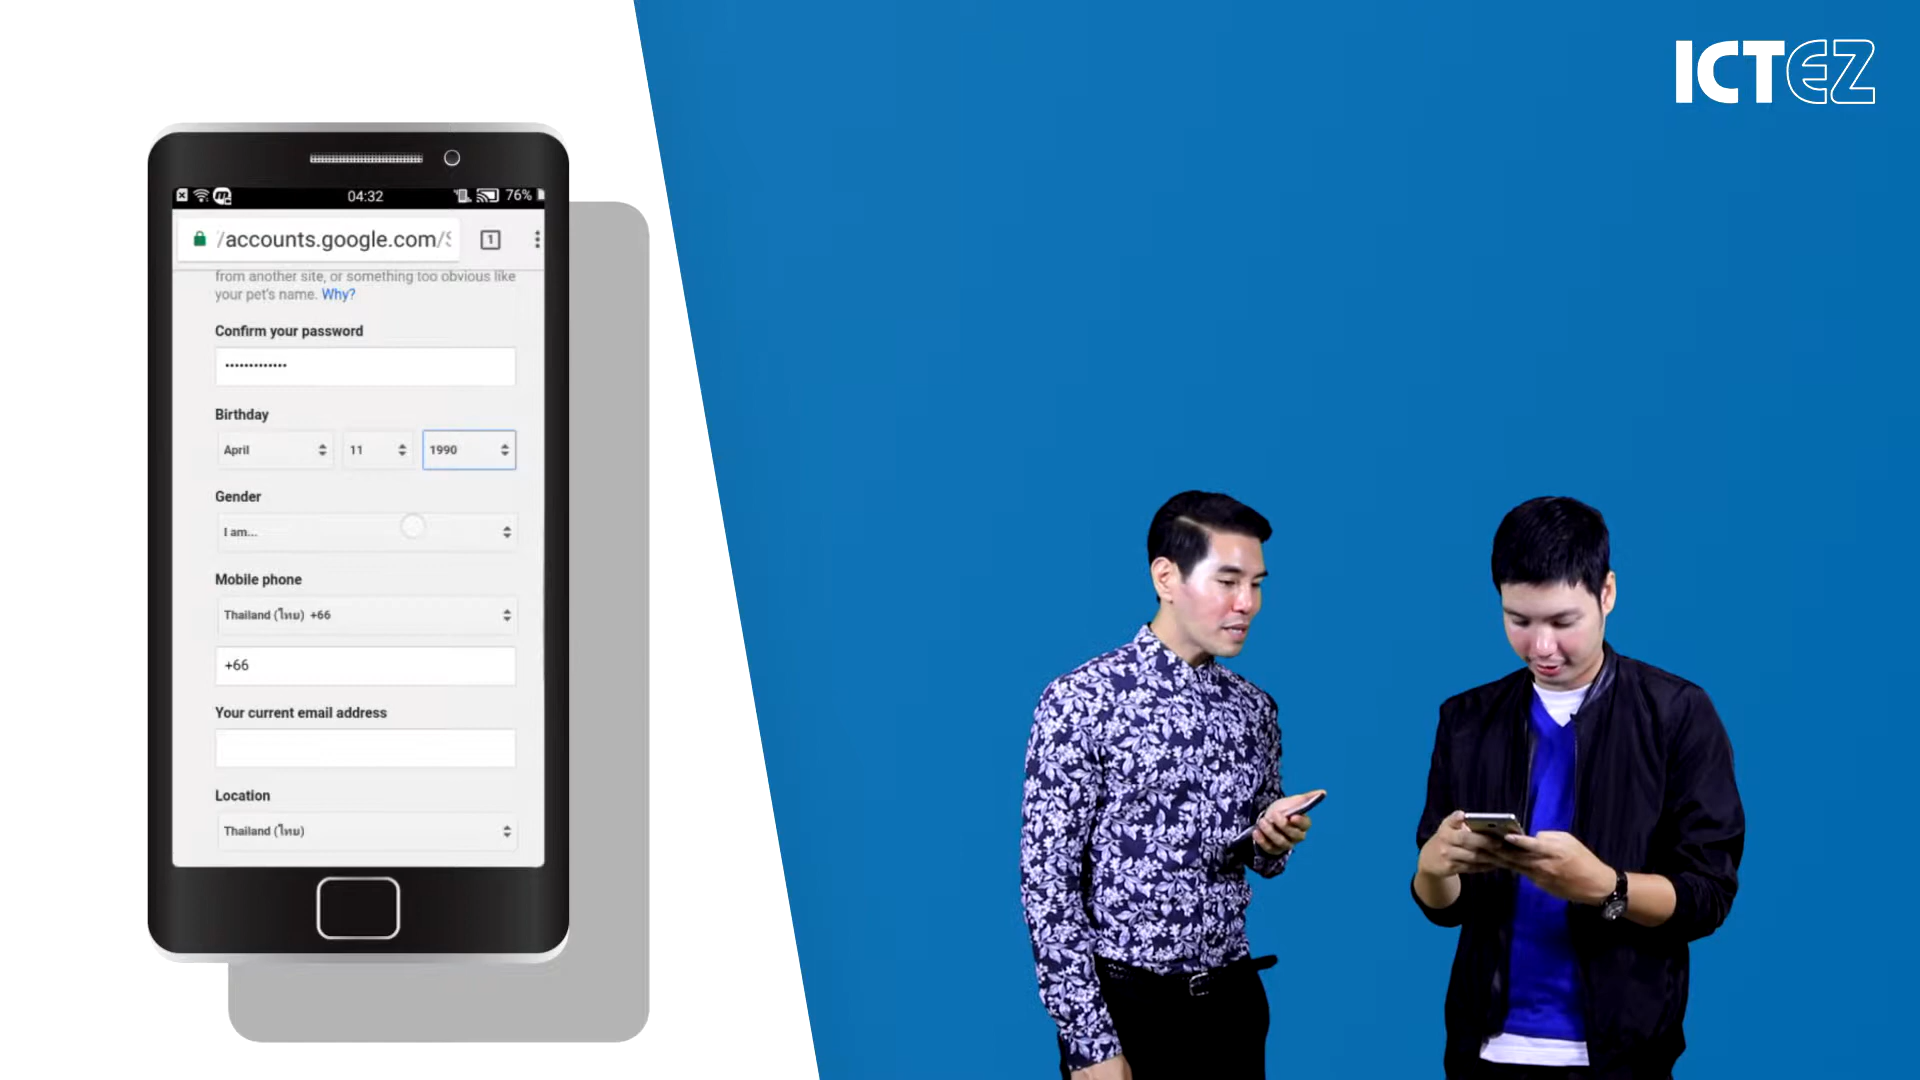 ICTEZ
04:32
76%
/accounts.google.com/S
1
from another site, or something too obvious like
your pet's name. Why?
Confirm your password
•••••••••••••
Birthday
April 11 1990
Gender
I am...
Mobile phone
Thailand (ไทย) +66
+66
Your current email address
Location
Thailand (ไทย)